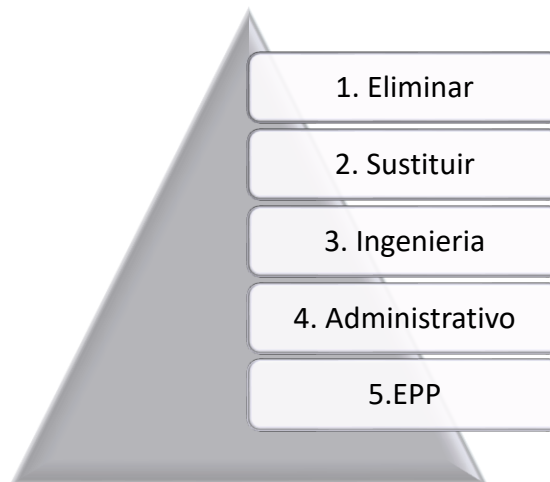 1. Eliminar
2. Sustituir
3. Ingenieria
4. Administrativo
5.EPP